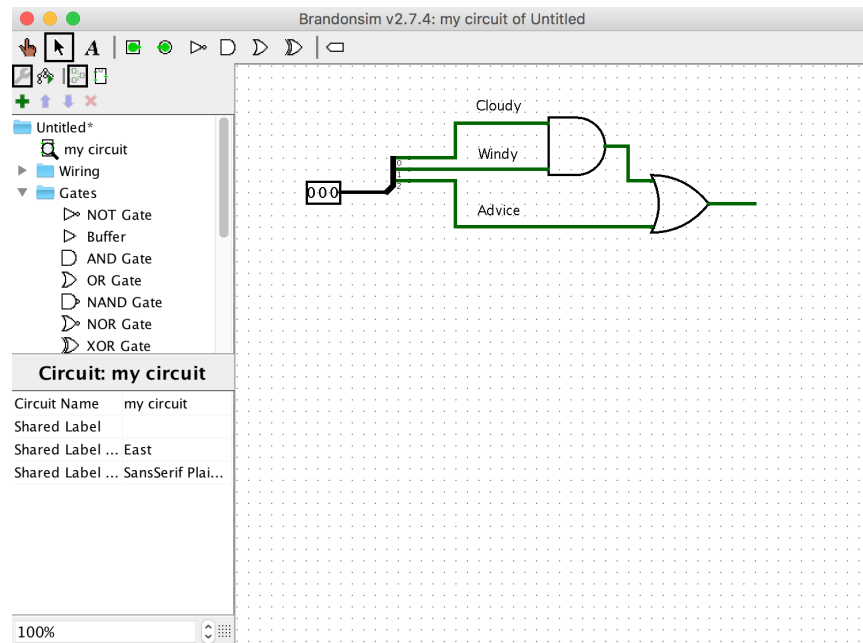 Brandonsim v2.7.4: my circuit of Untitled
A
Untitled*
my circuit
Wiring
Gates
NOT Gate
Buffer
AND Gate
OR Gate
NAND Gate
NOR Gate
XOR Gate
Circuit: my circuit
Circuit Name my circuit
Shared Label
Shared Label ... East
Shared Label ... SansSerif Plai...
100%
Cloudy
Windy
Advice
000
0
1
2